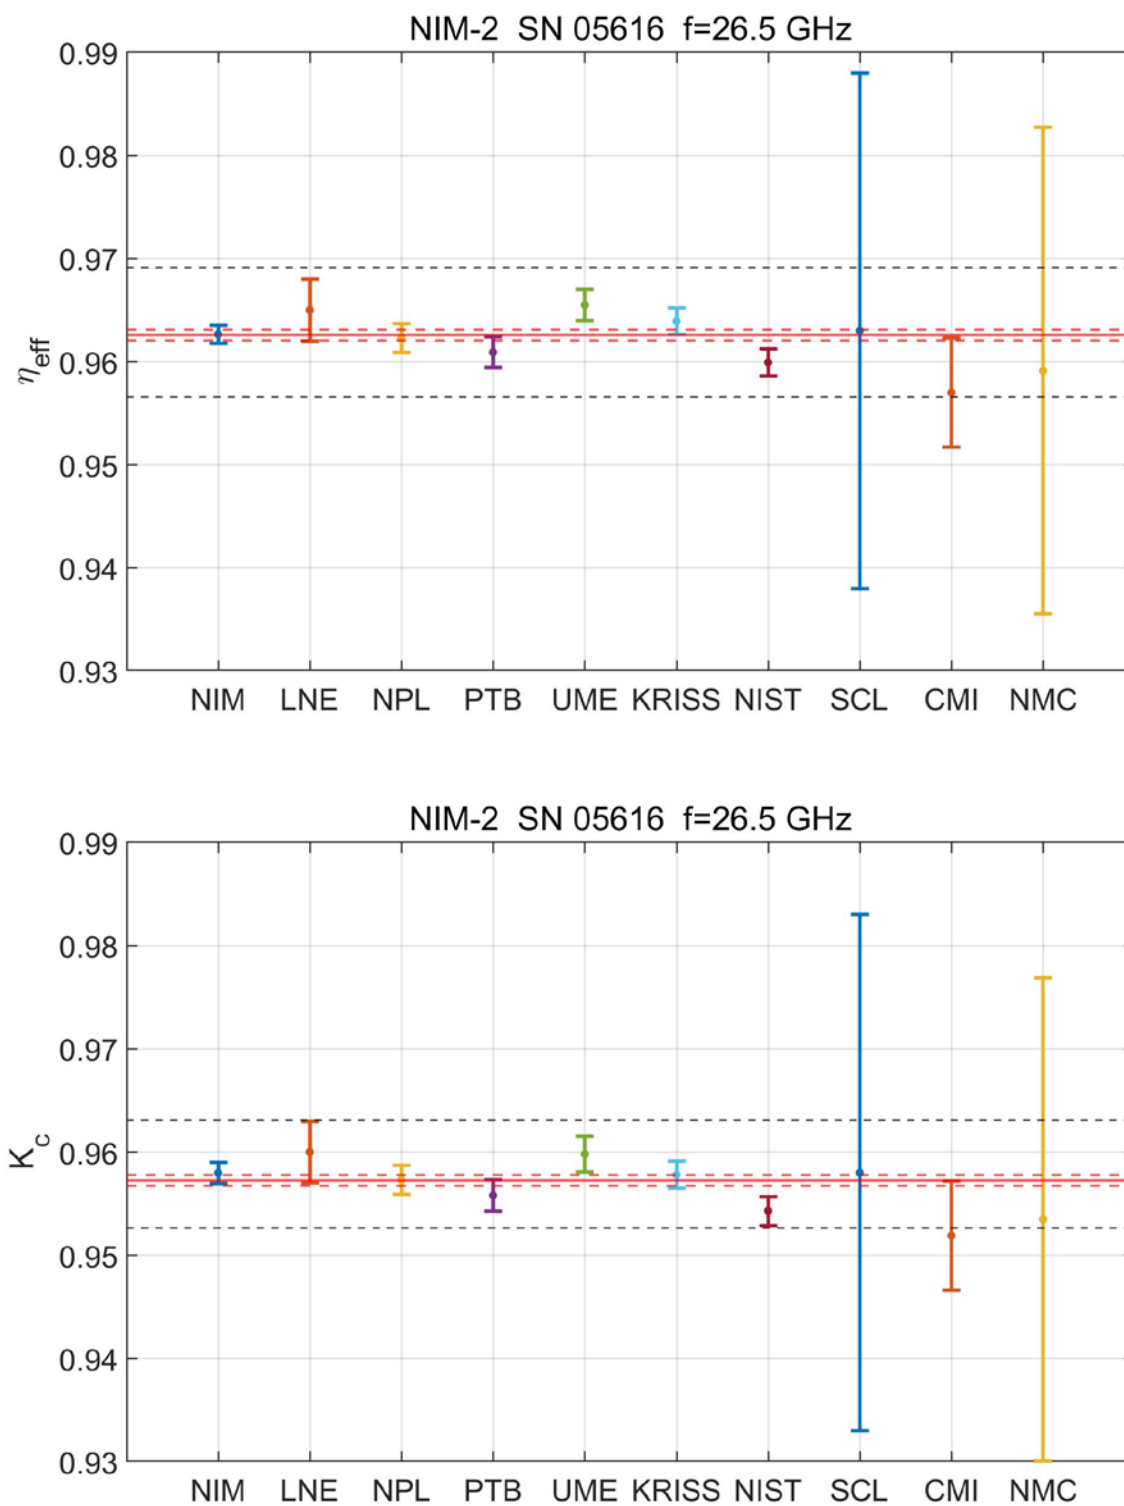 NIM-2 SN 05616 f=26.5 GHz
0.99
0.98
0.97
0.96
0.95
0.94
0.93
η_eff
NIM LNE NPL PTB UME KRISS NIST SCL CMI NMC
NIM-2 SN 05616 f=26.5 GHz
0.99
0.98
0.97
0.96
0.95
0.94
0.93
K_c
NIM LNE NPL PTB UME KRISS NIST SCL CMI NMC